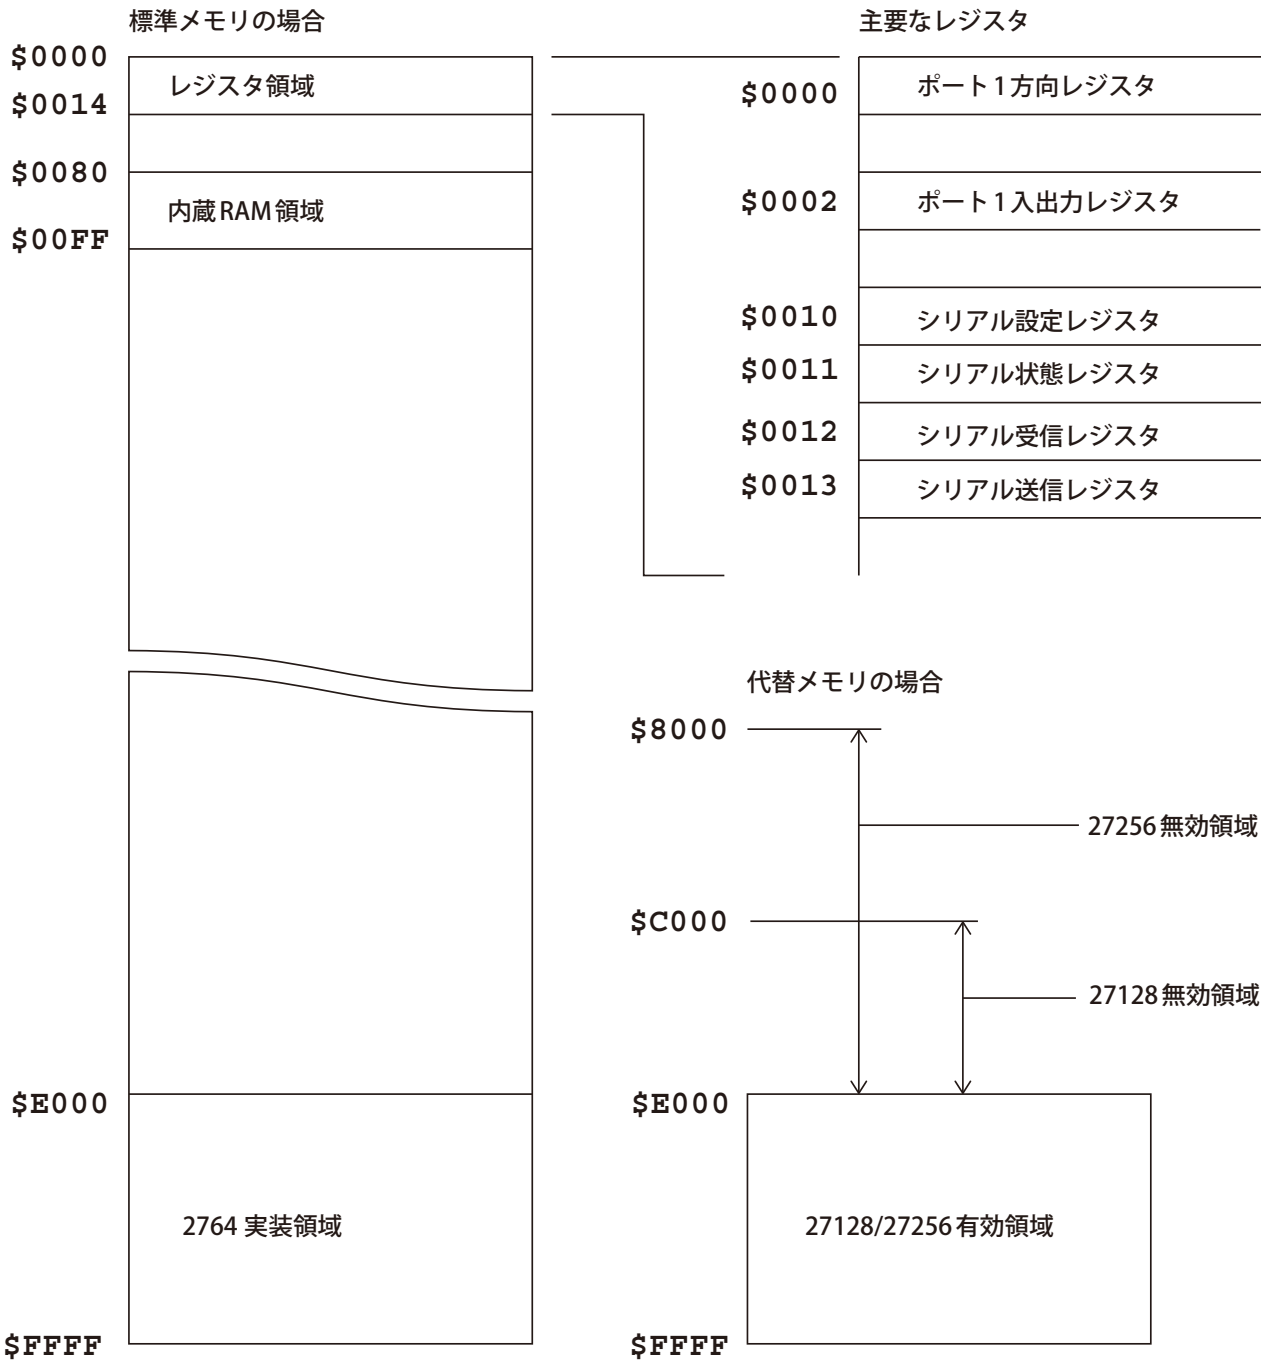 標準メモリの場合
$0000
レジスタ領域
$0014
$0080
内蔵RAM領域
$00FF
$E000
2764 実装領域
$FFFF
主要なレジスタ
$0000 ポート1方向レジスタ
$0002 ポート1入出力レジスタ
$0010 シリアル設定レジスタ
$0011 シリアル状態レジスタ
$0012 シリアル受信レジスタ
$0013 シリアル送信レジスタ
代替メモリの場合
$8000
27256無効領域
$C000
27128無効領域
$E000
27128/27256有効領域
$FFFF